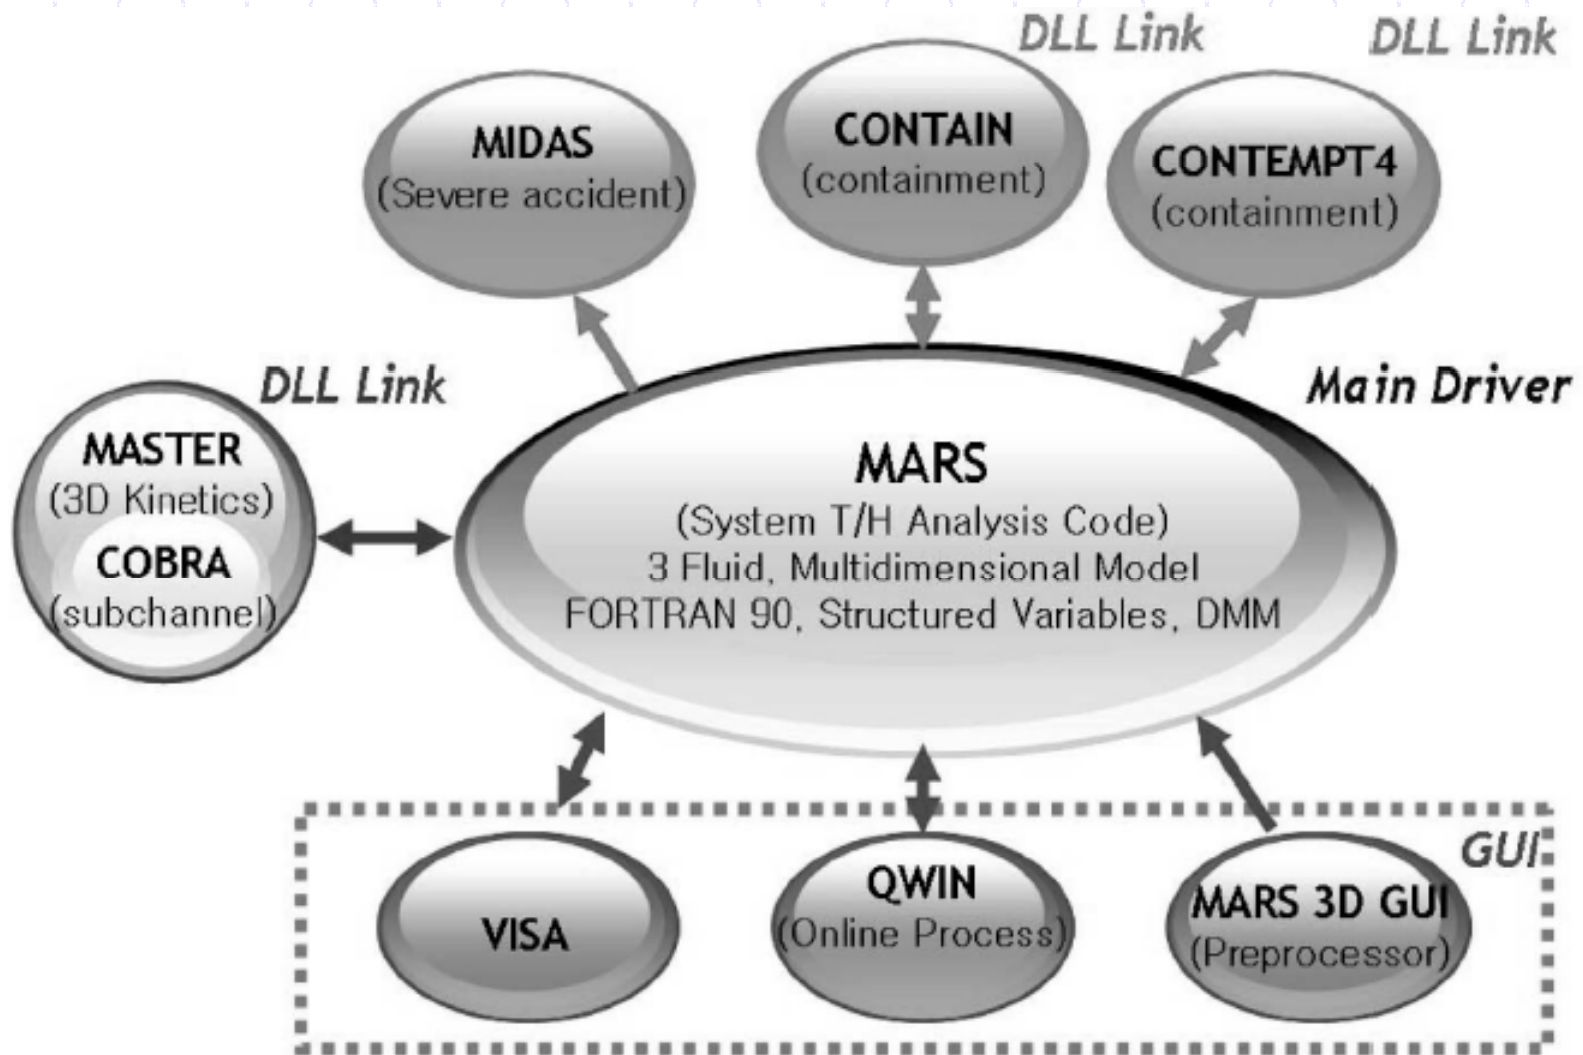 DLL Link
DLL Link
MIDAS
(Severe accident)
CONTAIN
(containment)
CONTEMPT4
(containment)
DLL Link
Main Driver
MASTER
(3D Kinetics)
COBRA
(subchannel)
MARS
(System T/H Analysis Code)
3 Fluid, Multidimensional Model
FORTRAN 90, Structured Variables, DMM
GUI
VISA
QWIN
(Online Process)
MARS 3D GUI
(Preprocessor)